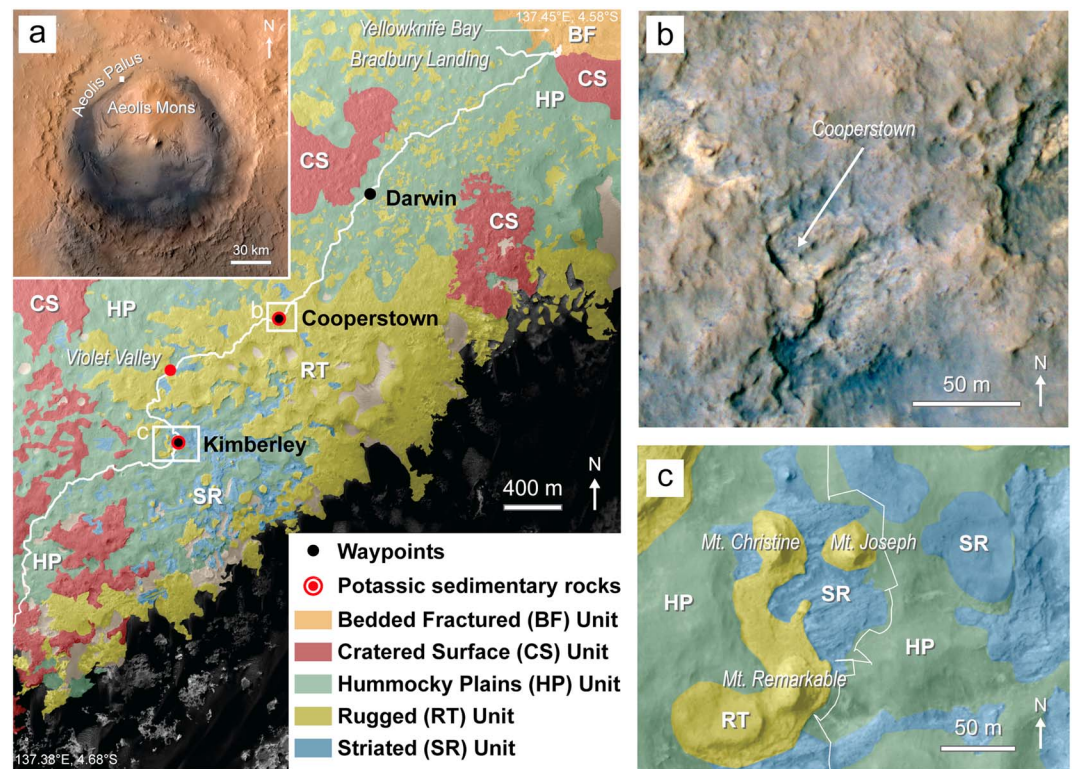 a
N
Aeolis Palus
Aeolis Mons
30 km
137.45°E, 4.58°S
Yellowknife Bay
BF
Bradbury Landing
CS
HP
CS
Darwin
CS
CS
HP
b
Cooperstown
Violet Valley
RT
c
Kimberley
SR
N
400 m
HP
137.38°E, 4.68°S
Waypoints
Potassic sedimentary rocks
Bedded Fractured (BF) Unit
Cratered Surface (CS) Unit
Hummocky Plains (HP) Unit
Rugged (RT) Unit
Striated (SR) Unit
b
Cooperstown
50 m
N
c
Mt. Christine
Mt. Joseph
SR
HP
SR
HP
Mt. Remarkable
RT
N
50 m